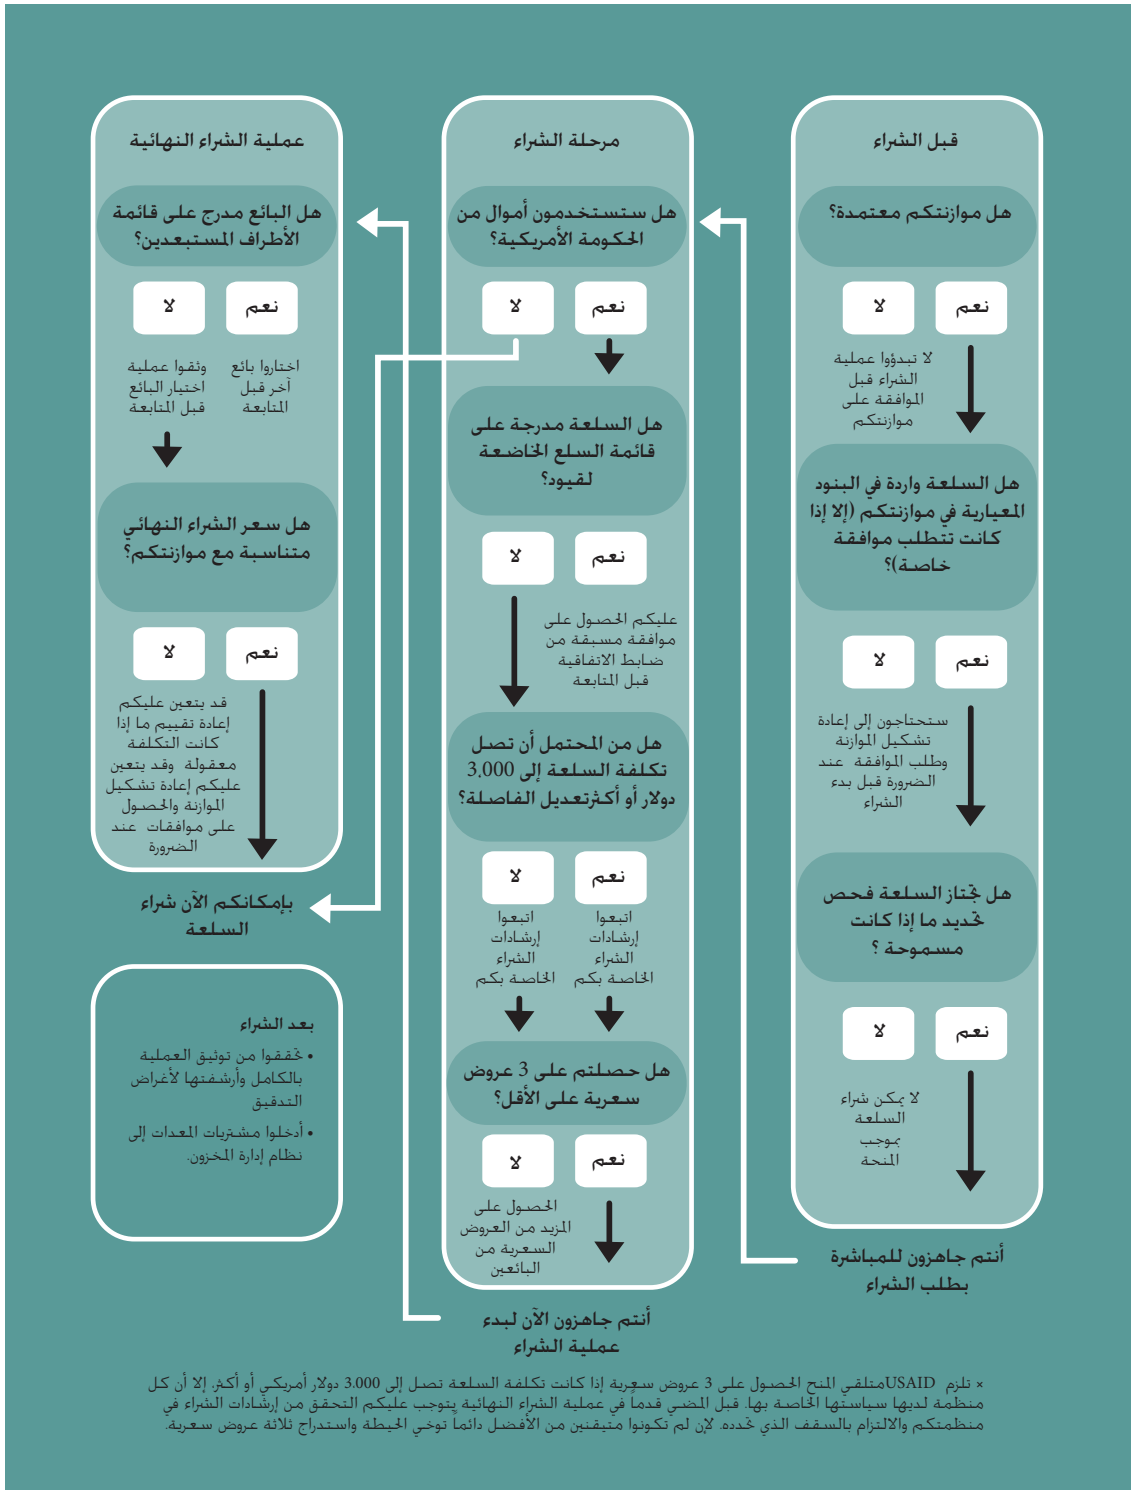 قبل الشراء
هل موازنتكم معتمدة؟
نعم
لا
لا تبدؤوا عملية
الشراء قبل
الموافقة على
موازنتكم
هل السلعة واردة في البنود
المعيارية في موازنتكم (إلا إذا
كانت تتطلب موافقة
خاصة)؟
نعم
لا
ستحتاجون إلى إعادة
تشكيل الموازنة
وطلب الموافقة عند
الضرورة قبل بدء
الشراء
هل تجتاز السلعة فحص
تحديد ما إذا كانت
مسموحة ؟
نعم
لا
لا يمكن شراء
السلعة
بموجب
المنحة
أنتم جاهزون للمباشرة
بطلب الشراء
مرحلة الشراء
هل ستستخدمون أموال من
الحكومة الأمريكية؟
نعم
لا
هل السلعة مدرجة على
قائمة السلع الخاضعة
لقيود؟
نعم
لا
عليكم الحصول على
موافقة مسبقة من
ضابط الاتفاقية
قبل المتابعة
هل من المحتمل أن تصل
تكلفة السلعة إلى 3,000
دولار أو أكثرتعديل الفاصلة؟
نعم
لا
اتبعوا
إرشادات
الشراء
الخاصة بكم
اتبعوا
إرشادات
الشراء
الخاصة بكم
هل حصلتم على 3 عروض
سعرية على الأقل؟
نعم
لا
الحصول على
المزيد من العروض
السعرية من
البائعين
أنتم جاهزون الآن لبدء
عملية الشراء
عملية الشراء النهائية
هل البائع مدرج على قائمة
الأطراف المستبعدين؟
نعم
لا
اختاروا بائع
آخر قبل
المتابعة
وثقوا عملية
اختيار البائع
قبل المتابعة
هل سعر الشراء النهائي
متناسبة مع موازنتكم؟
نعم
لا
قد يتعين عليكم
إعادة تقييم ما إذا
كانت التكلفة
معقولة وقد يتعين
عليكم إعادة تشكيل
الموازنة والحصول
على موافقات عند
الضرورة
بإمكانكم الآن شراء
السلعة
بعد الشراء
• تحققوا من توثيق العملية
بالكامل وأرشفتها لأغراض
التدقيق
• أدخلوا مشتريات المعدات إلى
نظام إدارة المخزون.
× تلزم USAIDمتلقي المنح الحصول على 3 عروض سعرية إذا كانت تكلفة السلعة تصل إلى 3.000 دولار أمريكي أو أكثر. إلا أن كل
منظمة لديها سياستها الخاصة بها. قبل المضي قدماً في عملية الشراء النهائية يتوجب عليكم التحقق من إرشادات الشراء في
منظمتكم والالتزام بالسقف الذي تحدده. لإن لم تكونوا متيقنين من الأفضل دائماً توخي الحيطة واستدراج ثلاثة عروض سعرية.